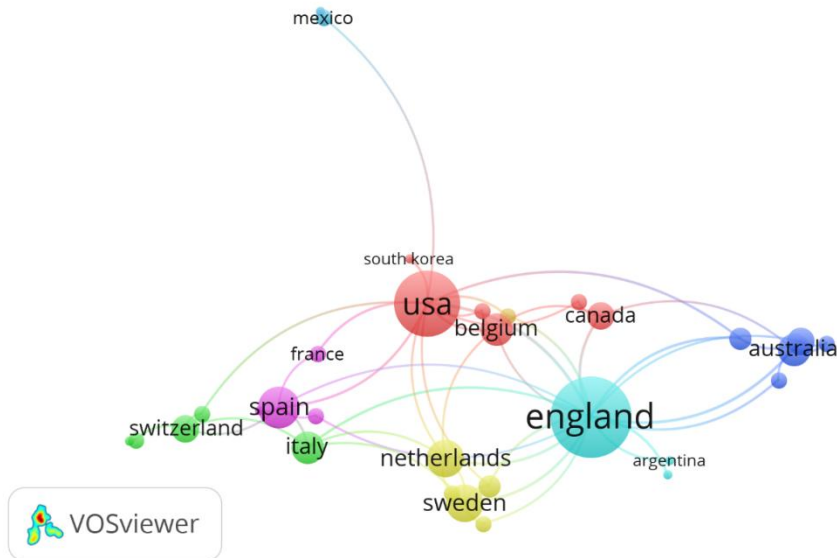 mexico
south korea
usa
belgium
canada
france
australia
spain
england
switzerland
italy
netherlands
argentina
sweden
VOSviewer